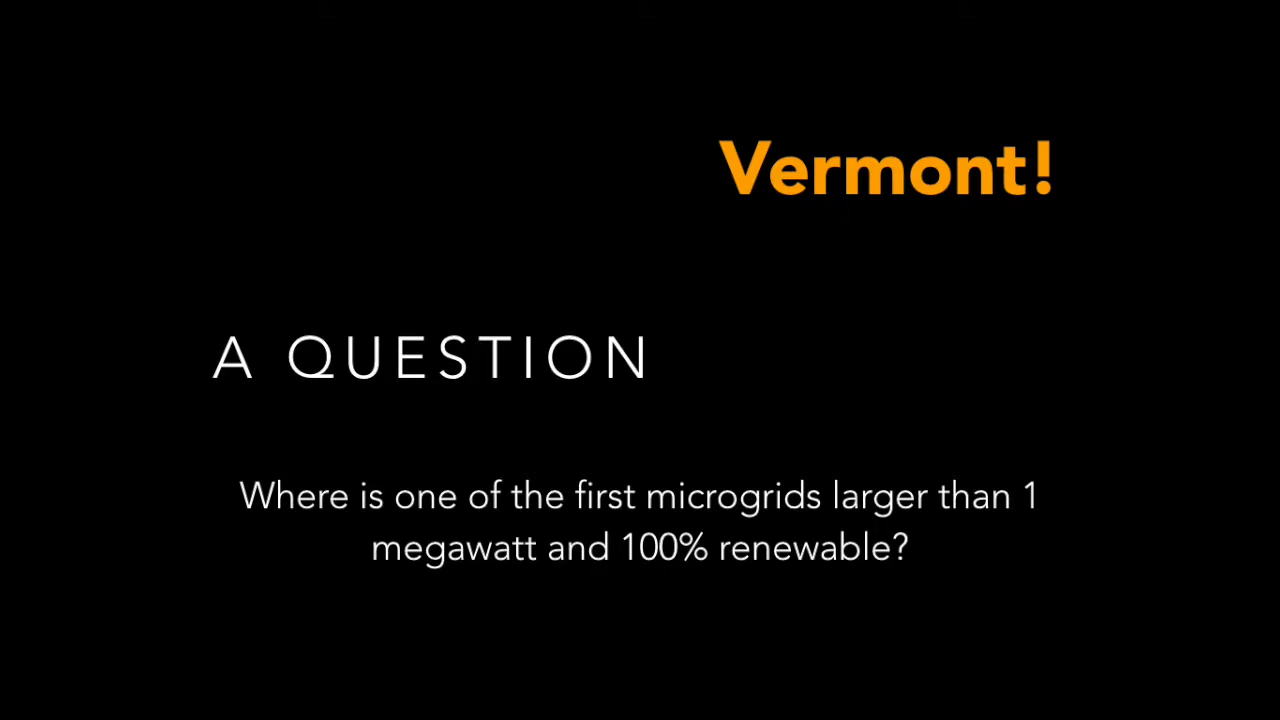 Vermont!
A QUESTION
Where is one of the first microgrids larger than 1
megawatt and 100% renewable?